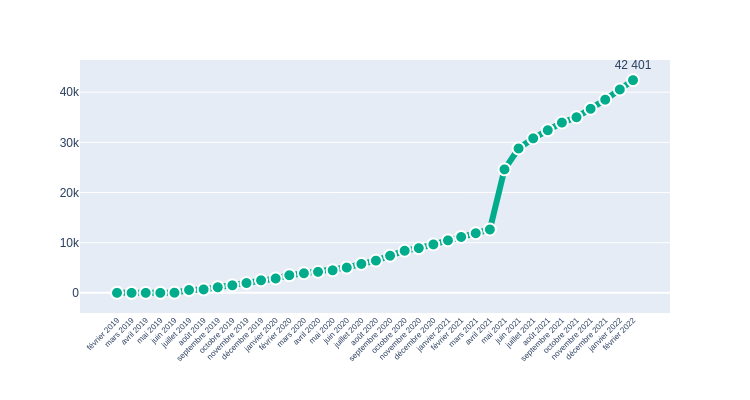 42 401
40k
30k
20k
10k
0
février 2019
mars 2019
avril 2019
mai 2019
juin 2019
juillet 2019
août 2019
septembre 2019
octobre 2019
novembre 2019
décembre 2019
janvier 2020
février 2020
mars 2020
avril 2020
mai 2020
juin 2020
juillet 2020
août 2020
septembre 2020
octobre 2020
novembre 2020
décembre 2020
janvier 2021
février 2021
mars 2021
avril 2021
mai 2021
juin 2021
juillet 2021
août 2021
septembre 2021
octobre 2021
novembre 2021
décembre 2021
janvier 2022
février 2022